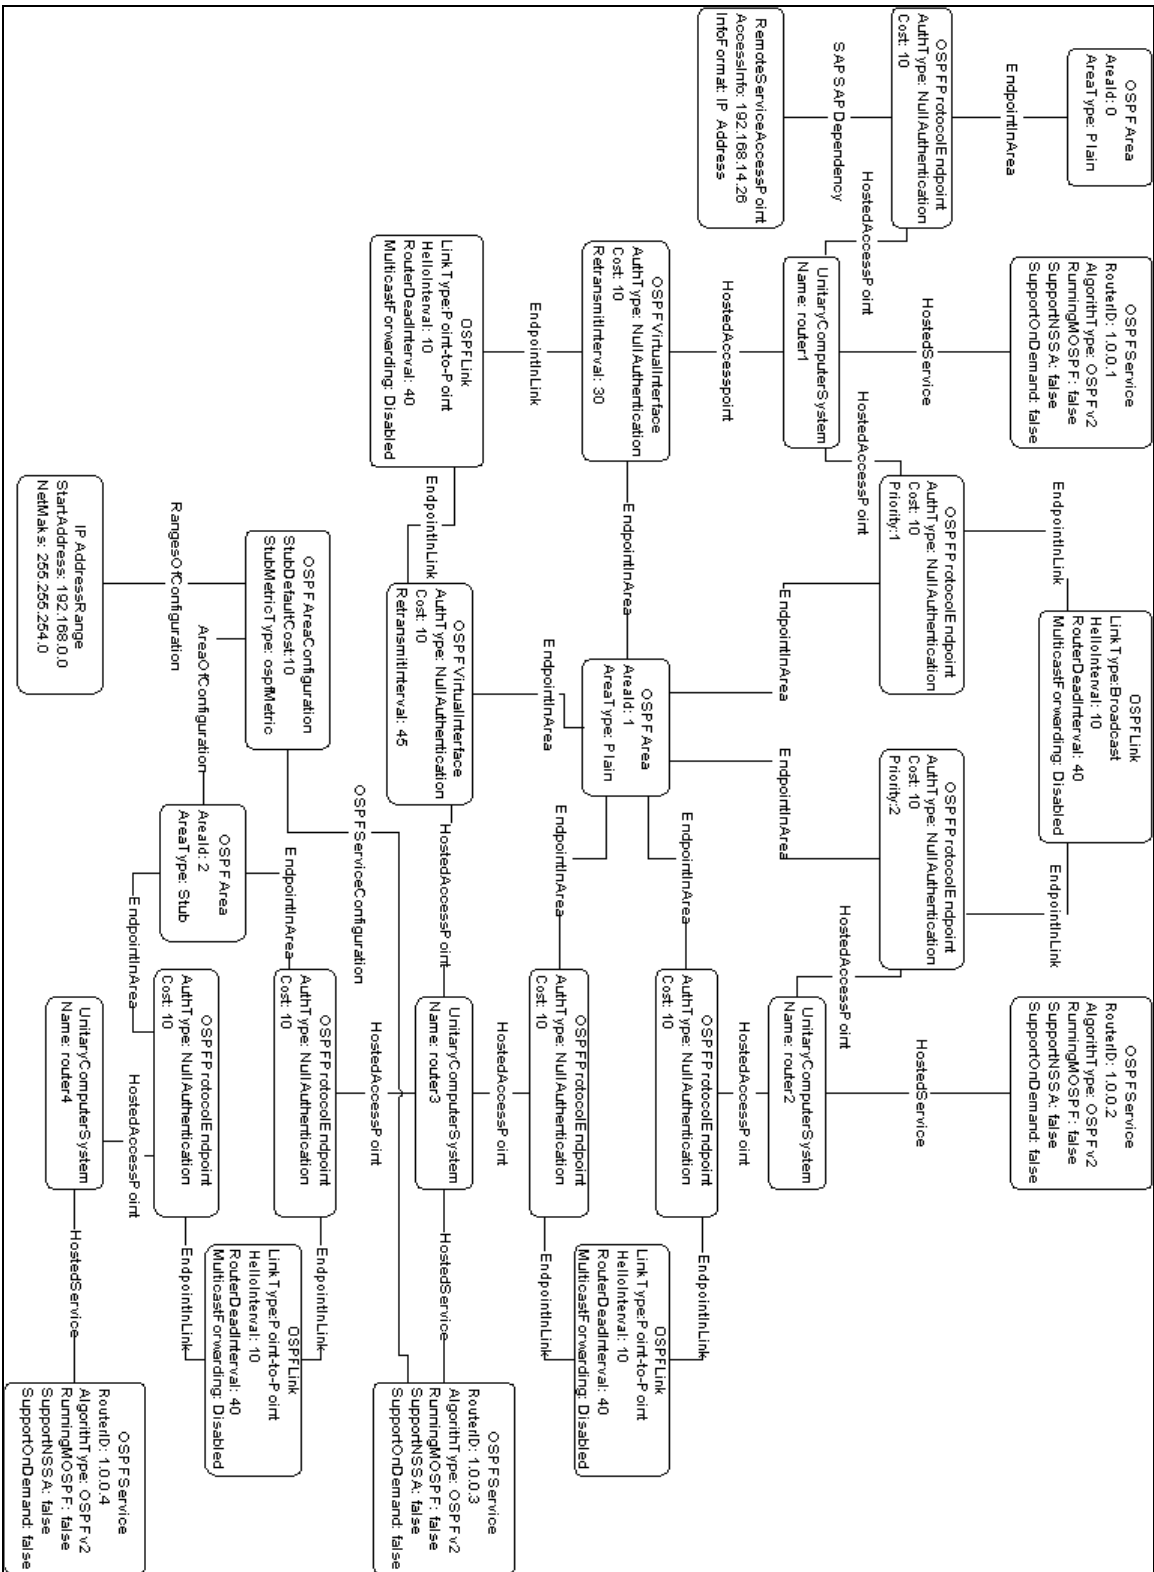 OSPFArea
AreaId: 0
AreaType: Plain
OSPFService
RouterID: 1.0.0.1
AlgorithType: OSPFv2
RunningMOSPF: false
SupportNSSA: false
SupportOnDemand: false
OSPFLink
LinkType:Broadcast
HelloInterval: 10
RouterDeadInterval: 40
MulticastForwarding: Disabled
OSPFService
RouterID: 1.0.0.2
AlgorithType: OSPFv2
RunningMOSPF: false
SupportNSSA: false
SupportOnDemand: false
EndpointInArea
EndpointInLink
EndpointInLink
OSPFProtocolEndpoint
AuthType: NullAuthentication
Cost: 10
HostedService
OSPFProtocolEndpoint
AuthType: NullAuthentication
Cost: 10
Priority:1
OSPFProtocolEndpoint
AuthType: NullAuthentication
Cost: 10
Priority:2
HostedService
HostedAccessPoint
HostedAccessPoint
HostedAccessPoint
SAPSAPDependency
UnitaryComputerSystem
Name: router1
EndpointInArea
EndpointInArea
UnitaryComputerSystem
Name: router2
RemoteServiceAccessPoint
AccessInfo: 192.168.14.26
InfoFormat: IP Address
HostedAccesspoint
HostedAccessPoint
OSPFVirtualInterface
AuthType: NullAuthentication
Cost: 10
RetransmitInterval: 30
EndpointInArea
OSPFArea
AreaId: 1
AreaType: Plain
EndpointInArea
OSPFProtocolEndpoint
AuthType: NullAuthentication
Cost: 10
EndpointInLink
EndpointInLink
EndpointInArea
EndpointInArea
OSPFProtocolEndpoint
AuthType: NullAuthentication
Cost: 10
OSPFLink
LinkType:Point-to-Point
HelloInterval: 10
RouterDeadInterval: 40
MulticastForwarding: Disabled
EndpointInLink
HostedAccessPoint
OSPFLink
LinkType:Point-to-Point
HelloInterval: 10
RouterDeadInterval: 40
MulticastForwarding: Disabled
EndpointInLink
OSPFVirtualInterface
AuthType: NullAuthentication
Cost: 10
RetransmitInterval: 45
HostedAccessPoint
UnitaryComputerSystem
Name: router3
HostedService
OSPFService
RouterID: 1.0.0.3
AlgorithType: OSPFv2
RunningMOSPF: false
SupportNSSA: false
SupportOnDemand: false
OSPFServiceConfiguration
HostedAccessPoint
OSPFAreaConfiguration
StubDefaultCost:10
StubMetricType: ospfMetric
EndpointInArea
OSPFProtocolEndpoint
AuthType: NullAuthentication
Cost: 10
EndpointInLink
OSPFLink
LinkType:Point-to-Point
HelloInterval: 10
RouterDeadInterval: 40
MulticastForwarding: Disabled
RangesOfConfiguration
AreaOfConfiguration
OSPFArea
AreaId: 2
AreaType: Stub
OSPFProtocolEndpoint
AuthType: NullAuthentication
Cost: 10
EndpointInLink
EndpointInArea
HostedAccessPoint
IPAddressRange
StartAddress: 192.168.0.0
NetMaks: 255.255.254.0
UnitaryComputerSystem
Name: router4
HostedService
OSPFService
RouterID: 1.0.0.4
AlgorithType: OSPFv2
RunningMOSPF: false
SupportNSSA: false
SupportOnDemand: false